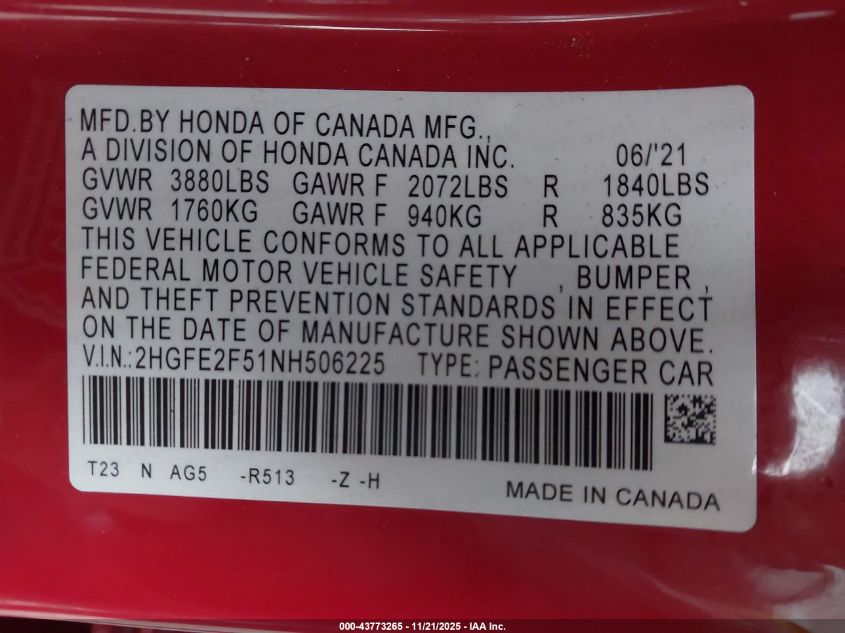 MFD.BY HONDA OF CANADA MFG.,
A DIVISION OF HONDA CANADA INC. 06/'21
GVWR 3880LBS GAWR F 2072LBS R 1840LBS
GVWR 1760KG GAWR F 940KG R 835KG
THIS VEHICLE CONFORMS TO ALL APPLICABLE
FEDERAL MOTOR VEHICLE SAFETY , BUMPER ,
AND THEFT PREVENTION STANDARDS IN EFFECT
ON THE DATE OF MANUFACTURE SHOWN ABOVE.
V.I.N.:2HGFE2F51NH506225 TYPE: PASSENGER CAR
T23 N AG5 -R513 -Z -H
MADE IN CANADA
000-43773265 - 11/21/2025 - IAA Inc.